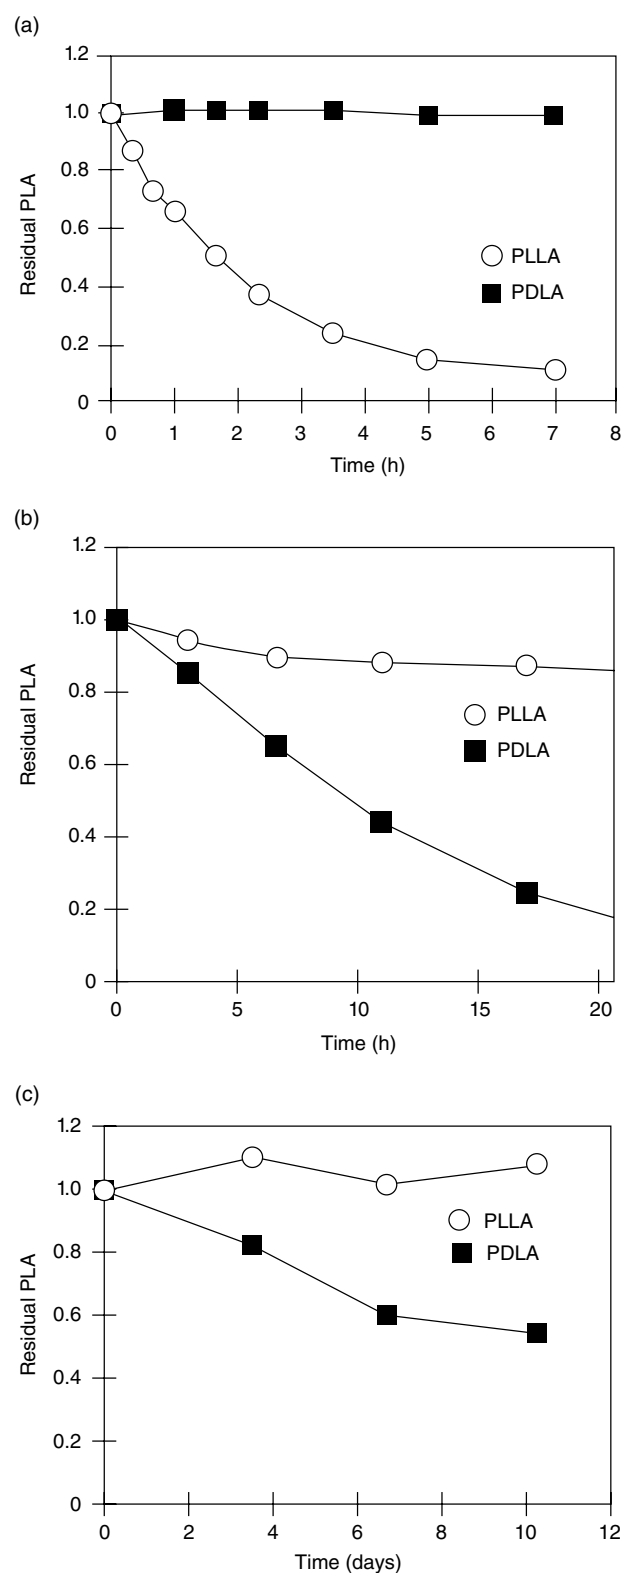 (a)
1.2
1.0
0.8
0.6
0.4
0.2
0
Residual PLA
PLLA
PDLA
0 1 2 3 4 5 6 7 8
Time (h)
(b)
1.2
1.0
0.8
0.6
0.4
0.2
0
Residual PLA
PLLA
PDLA
0 5 10 15 20
Time (h)
(c)
1.2
1.0
0.8
0.6
0.4
0.2
0
Residual PLA
PLLA
PDLA
0 2 4 6 8 10 12
Time (days)